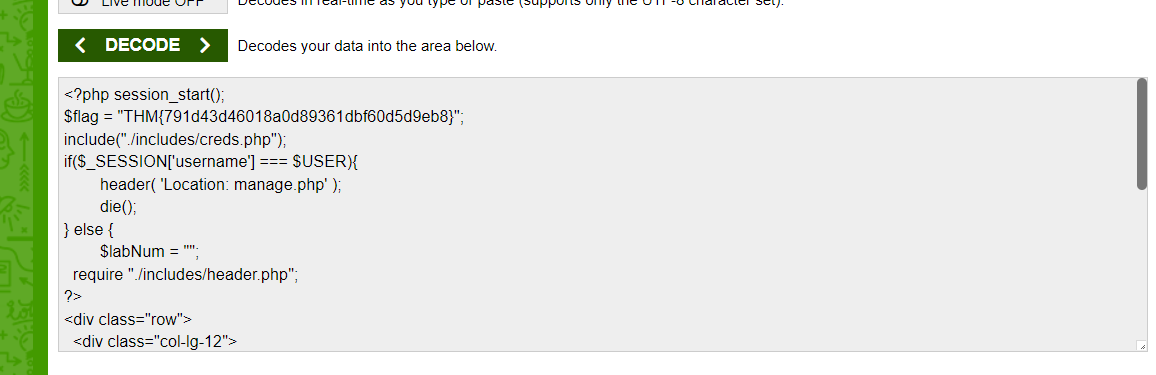 Live mode OFF Decodes in real-time as you type or paste (supports only the UTF-8 character set).
< DECODE > Decodes your data into the area below.
<?php session_start();
$flag = "THM{791d43d46018a0d89361dbf60d5d9eb8}";
include("./includes/creds.php");
if($_SESSION['username'] === $USER){
header( 'Location: manage.php' );
die();
} else {
$labNum = "";
require "./includes/header.php";
?>
<div class="row">
<div class="col-lg-12">